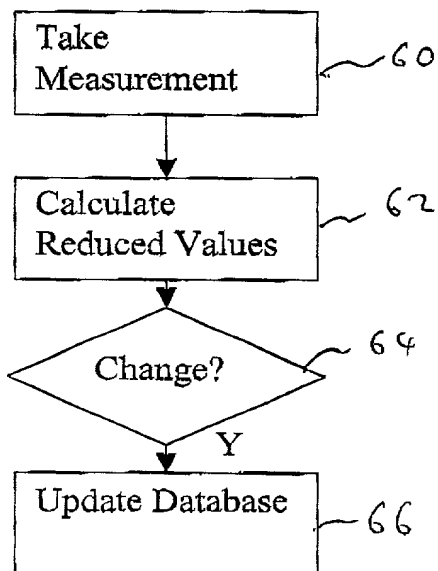 Take
Measurement
60
Calculate
Reduced Values
62
Change?
64
Y
Update Database
66